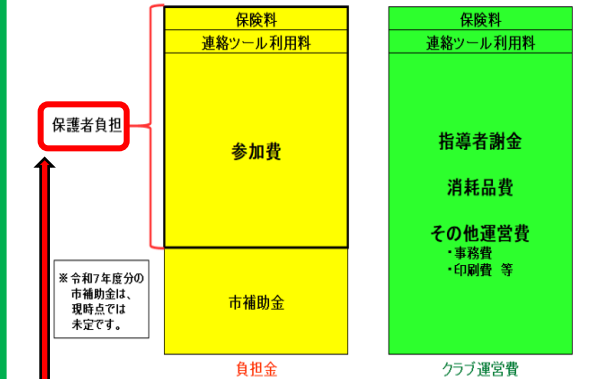 保険料
連絡ツール利用料
参加費
市補助金
負担金
保護者負担
※令和7年度分の
市補助金は、
現時点では
未定です。
保険料
連絡ツール利用料
指導者謝金
消耗品費
その他運営費
・事務費
・印刷費 等
クラブ運営費